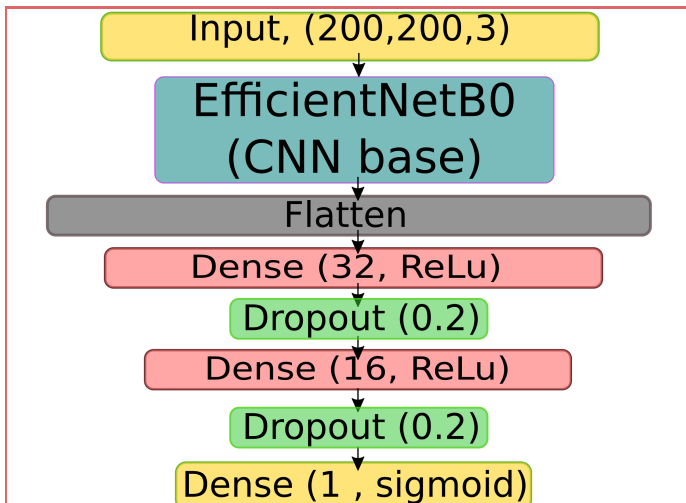 Input, (200,200,3)
EfficientNetB0
(CNN base)
Flatten
Dense (32, ReLu)
Dropout (0.2)
Dense (16, ReLu)
Dropout (0.2)
Dense (1 , sigmoid)